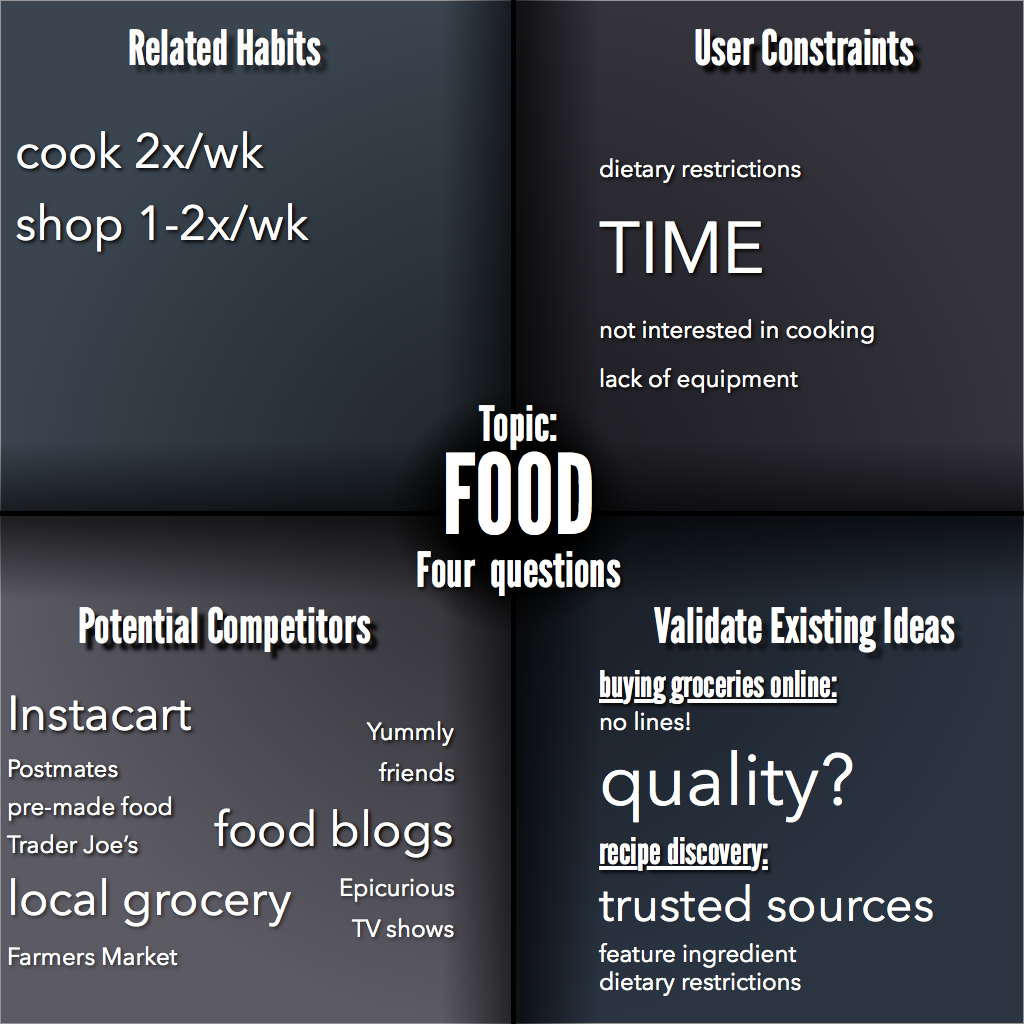 Related Habits
cook 2x/wk
shop 1-2x/wk
User Constraints
dietary restrictions
TIME
not interested in cooking
lack of equipment
Topic:
FOOD
Four questions
Potential Competitors
Instacart
Postmates
pre-made food
Trader Joe’s
local grocery
Farmers Market
Yummly
friends
food blogs
Epicurious
TV shows
Validate Existing Ideas
buying groceries online:
no lines!
quality?
recipe discovery:
trusted sources
feature ingredient
dietary restrictions